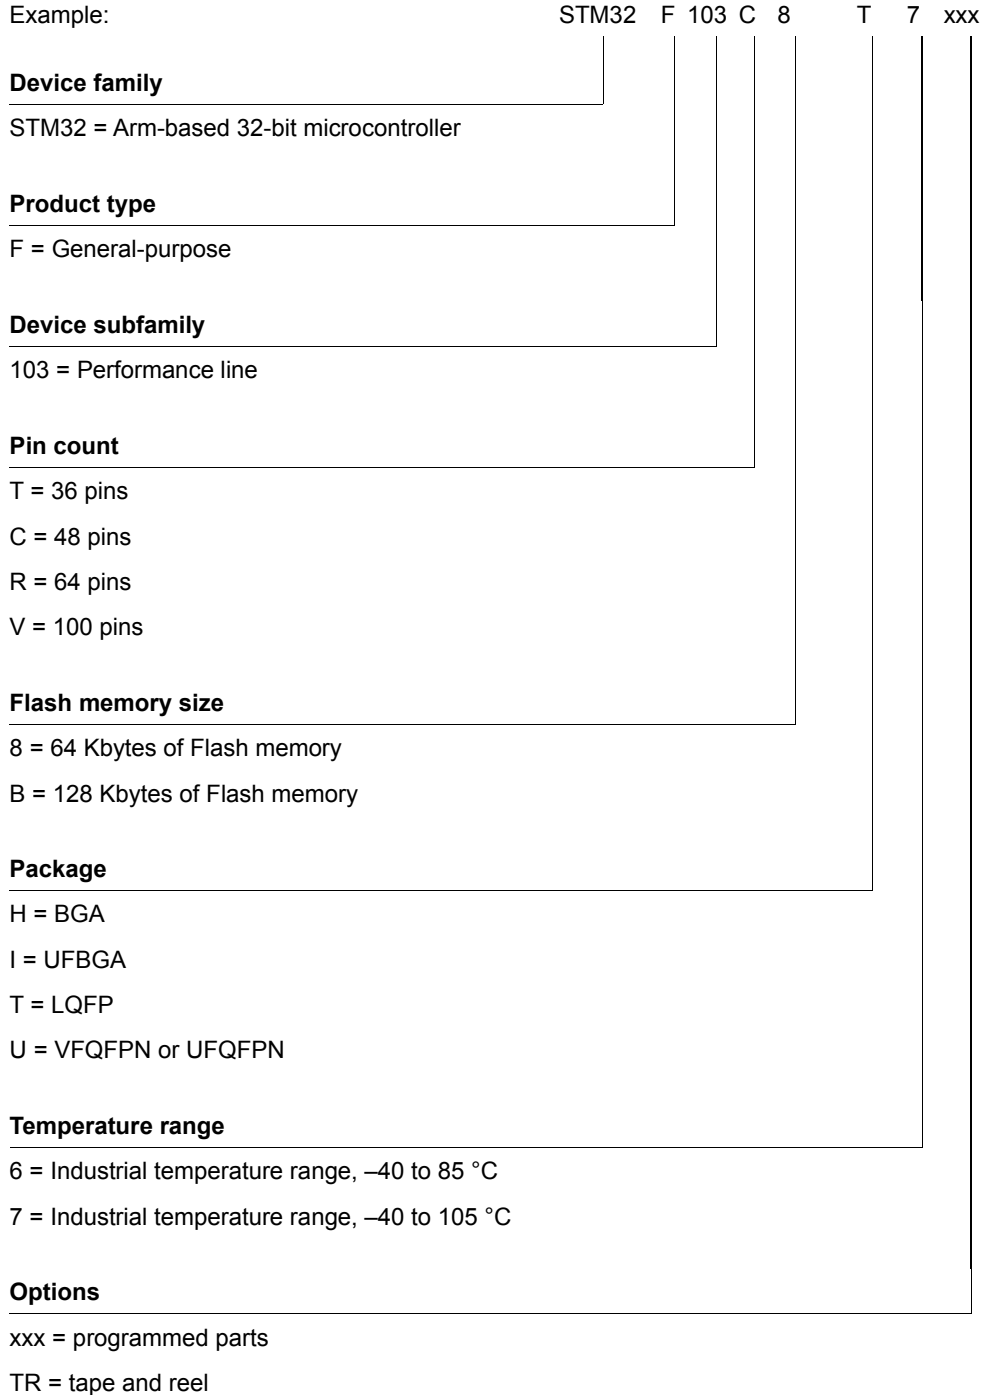 Example: STM32 F 103 C 8 T 7 xxx
Device family
STM32 = Arm-based 32-bit microcontroller
Product type
F = General-purpose
Device subfamily
103 = Performance line
Pin count
T = 36 pins
C = 48 pins
R = 64 pins
V = 100 pins
Flash memory size
8 = 64 Kbytes of Flash memory
B = 128 Kbytes of Flash memory
Package
H = BGA
I = UFBGA
T = LQFP
U = VFQFPN or UFQFPN
Temperature range
6 = Industrial temperature range, –40 to 85 °C
7 = Industrial temperature range, –40 to 105 °C
Options
xxx = programmed parts
TR = tape and reel